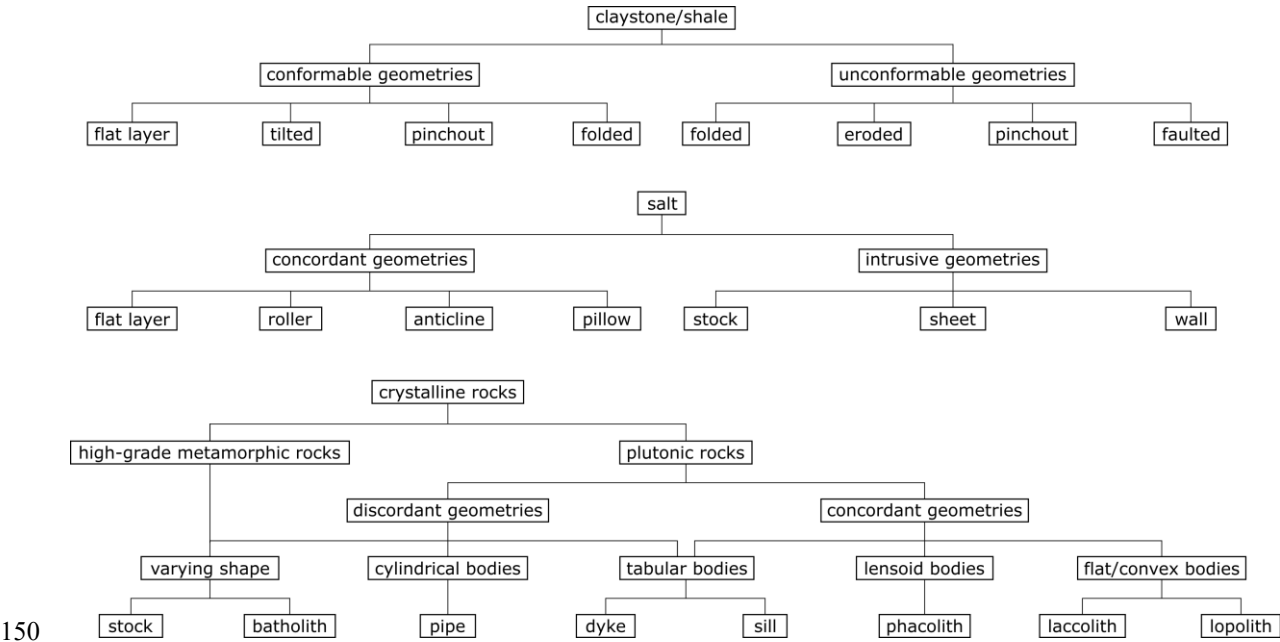 claystone/shale
conformable geometries unconformable geometries
flat layer tilted pinchout folded folded eroded pinchout faulted
salt
concordant geometries intrusive geometries
flat layer roller anticline pillow stock sheet wall
crystalline rocks
high-grade metamorphic rocks plutonic rocks
discordant geometries concordant geometries
varying shape cylindrical bodies tabular bodies lensoid bodies flat/convex bodies
150 stock batholith pipe dyke sill phacolith laccolith lopolith